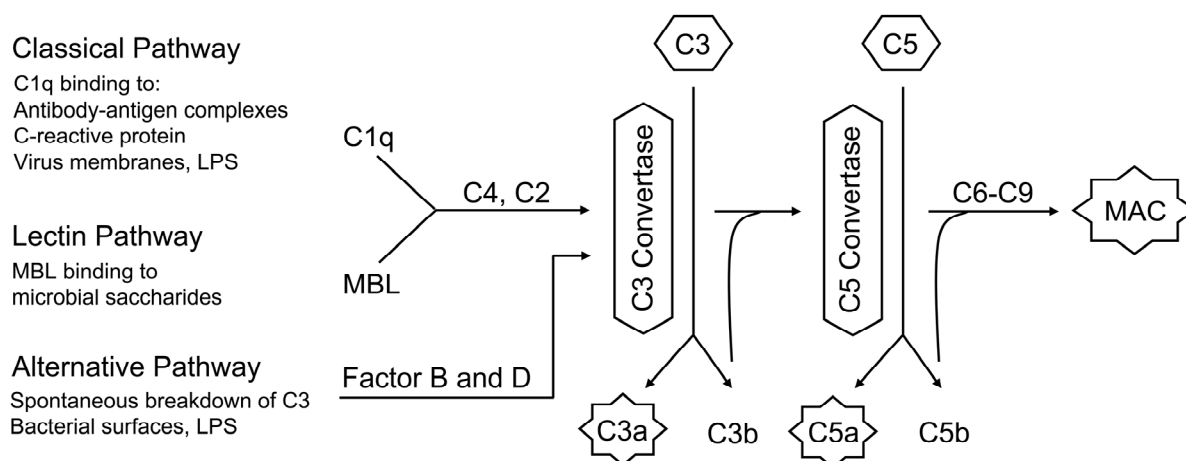 Classical Pathway
C1q binding to:
Antibody-antigen complexes
C-reactive protein
Virus membranes, LPS
Lectin Pathway
MBL binding to
microbial saccharides
Alternative Pathway
Spontaneous breakdown of C3
Bacterial surfaces, LPS
C1q
MBL
C4, C2
Factor B and D
C3
C3 Convertase
C3a
C3b
C5
C5 Convertase
C5a
C5b
C6-C9
MAC